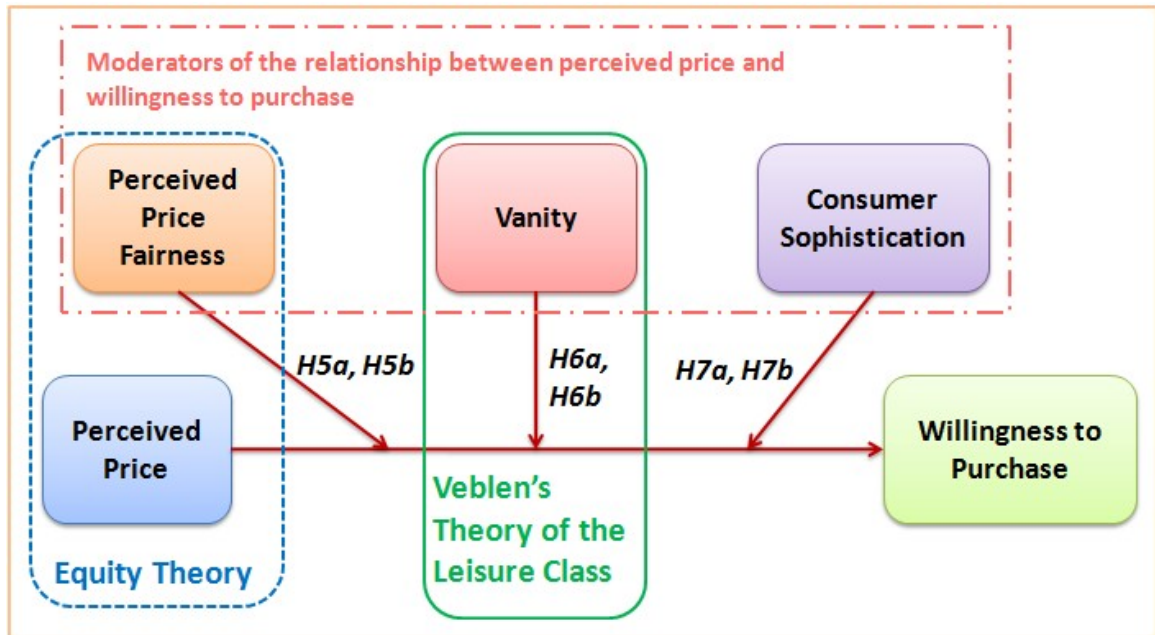 Moderators of the relationship between perceived price and
willingness to purchase
Perceived
Price
Fairness
Vanity
Consumer
Sophistication
H5a, H5b
H6a,
H6b
H7a, H7b
Perceived
Price
Willingness to
Purchase
Veblen’s
Theory of the
Leisure Class
Equity Theory